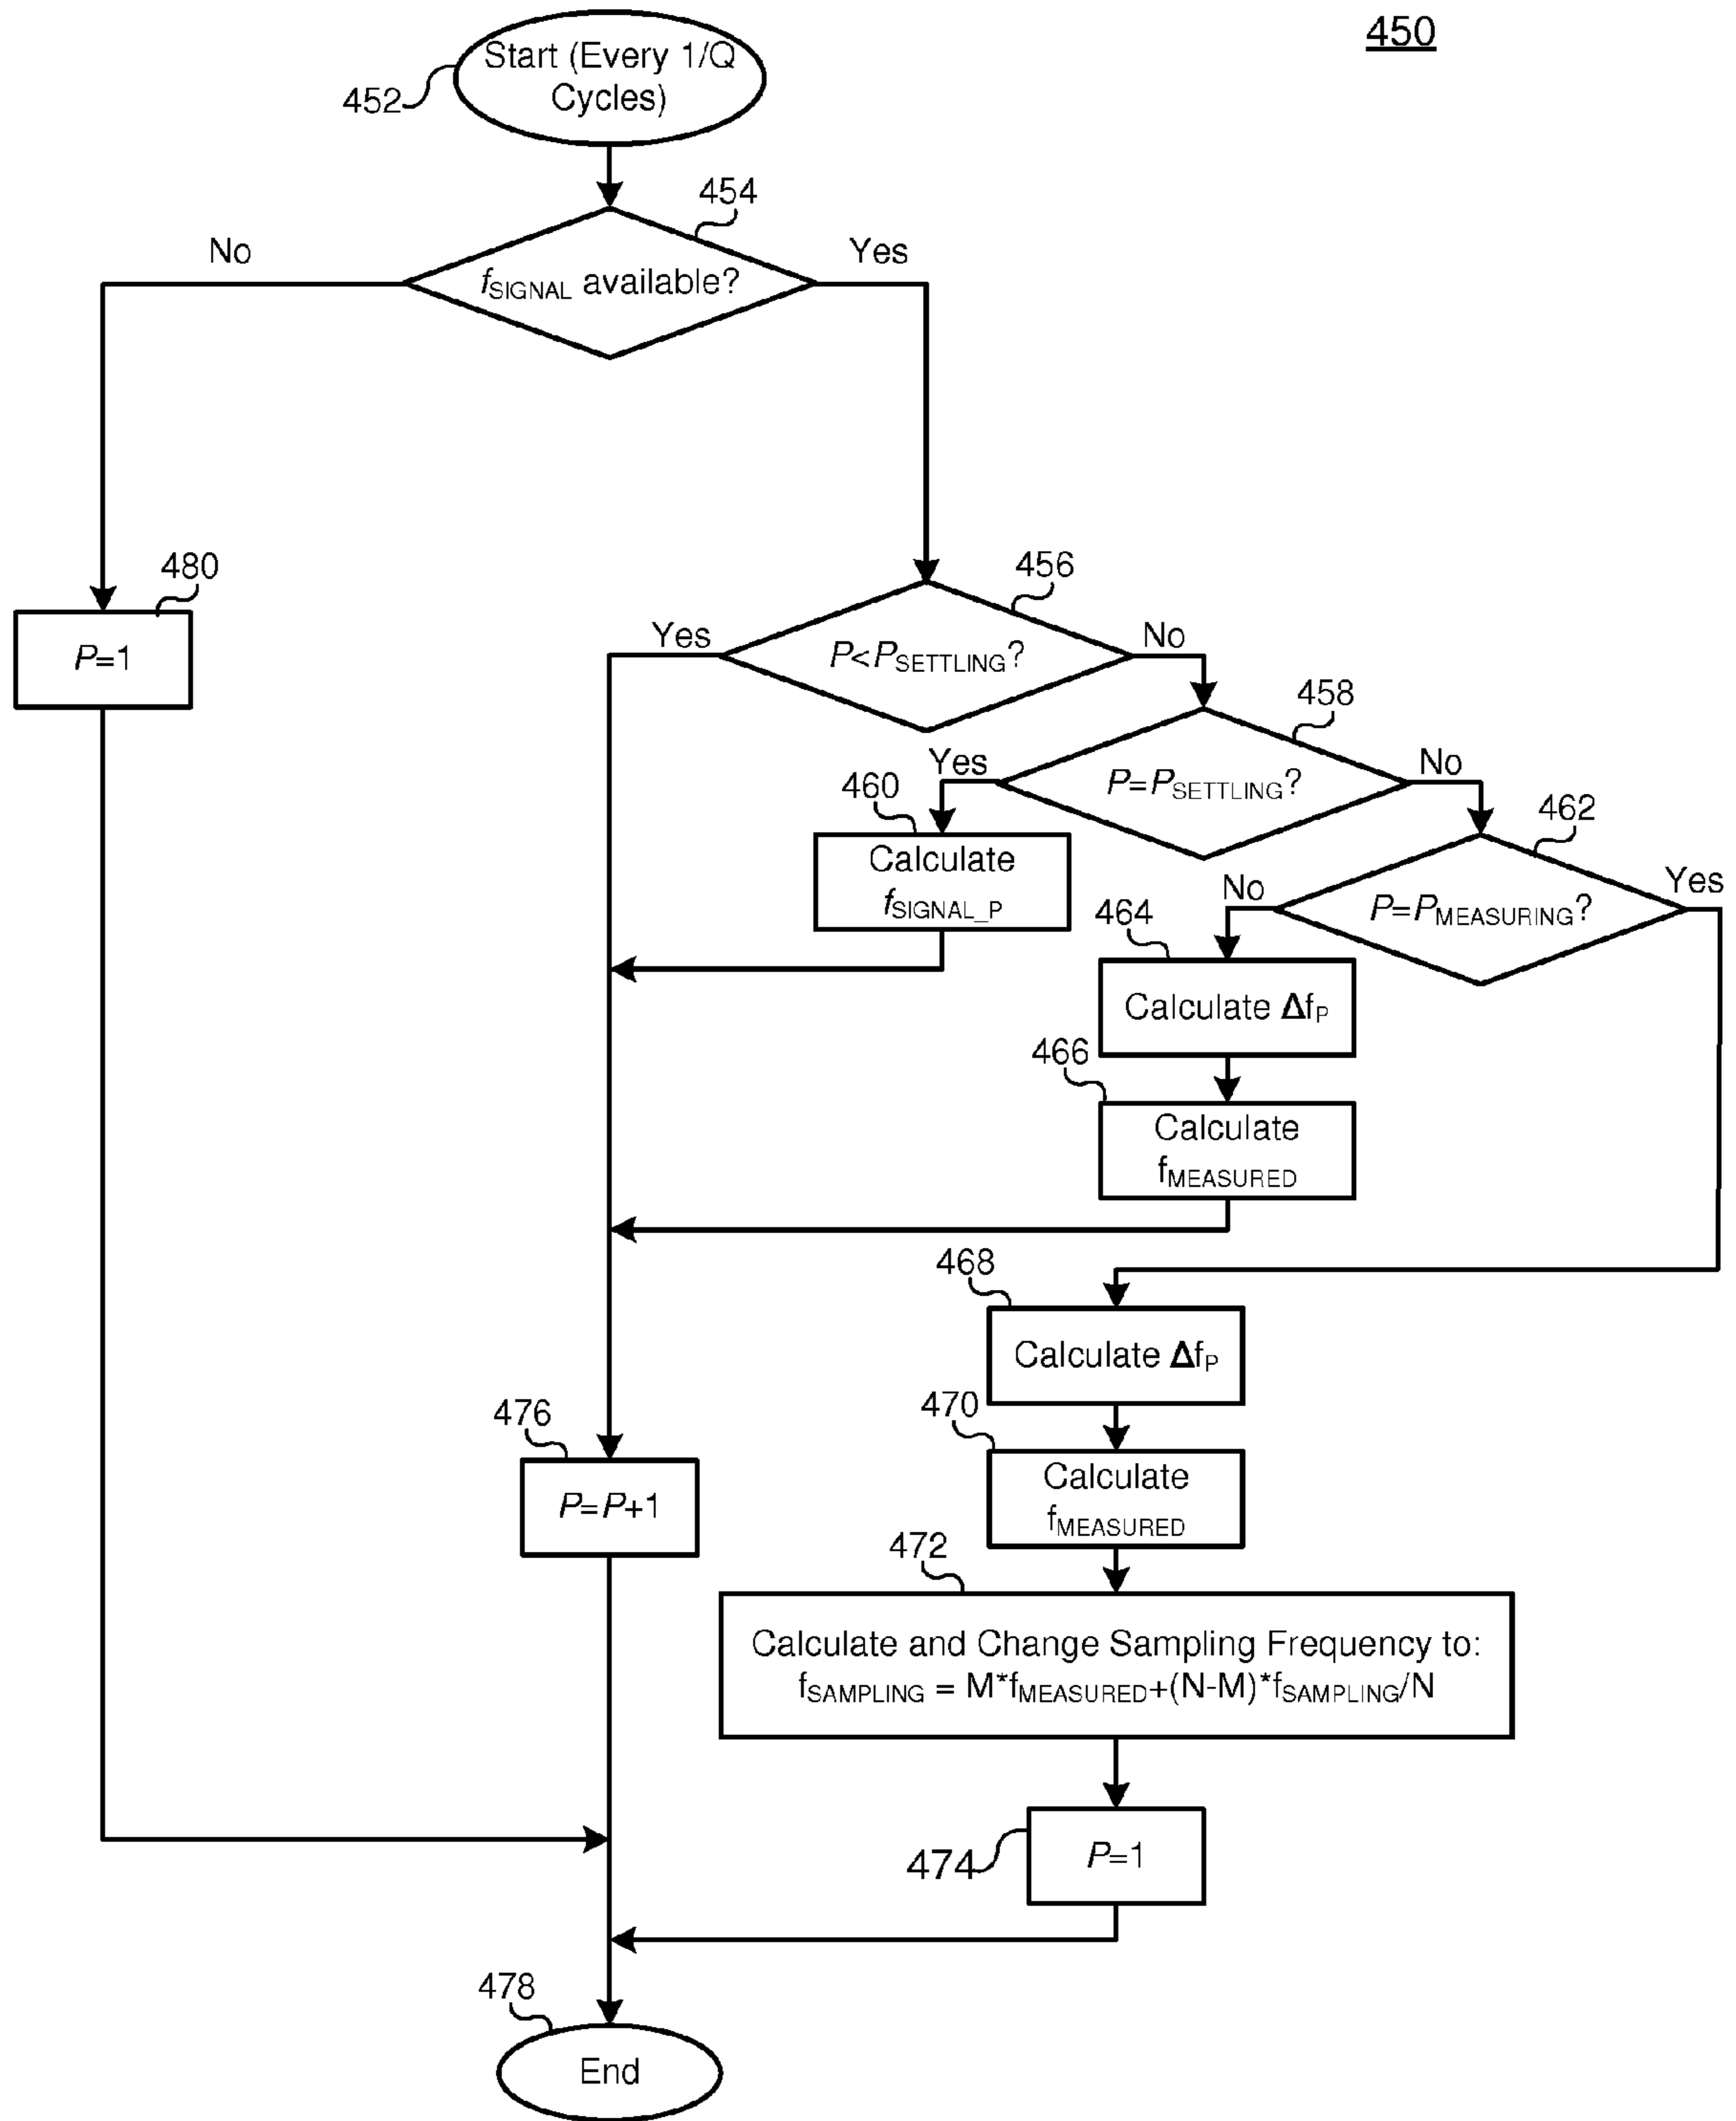 450
Start (Every 1/Q
Cycles)
452
454
No
Yes
fSIGNAL available?
480
P=1
456
Yes
No
P<PSETTLING?
458
Yes
No
P=PSETTLING?
460
Calculate
fSIGNAL_P
462
No
Yes
P=PMEASURING?
464
Calculate ΔfP
466
Calculate
fMEASURED
468
Calculate ΔfP
470
Calculate
fMEASURED
476
P=P+1
472
Calculate and Change Sampling Frequency to:
fSAMPLING = M*fMEASURED+(N-M)*fSAMPLING/N
474
P=1
478
End